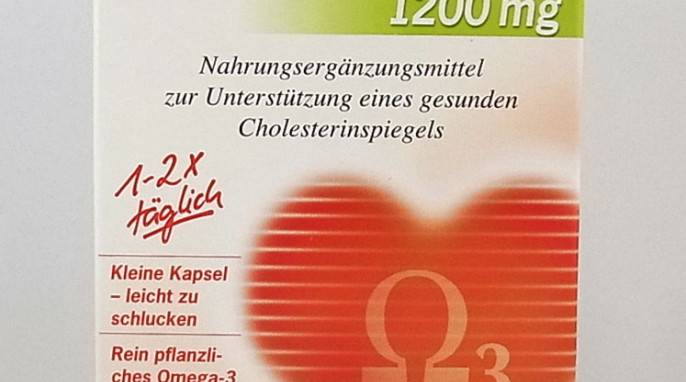 1200 mg
Nahrungsergänzungsmittel
zur Unterstützung eines gesunden
Cholesterinspiegels
1-2x
täglich
Kleine Kapsel
– leicht zu
schlucken
Rein pflanzli-
ches Omega-3
Ω3